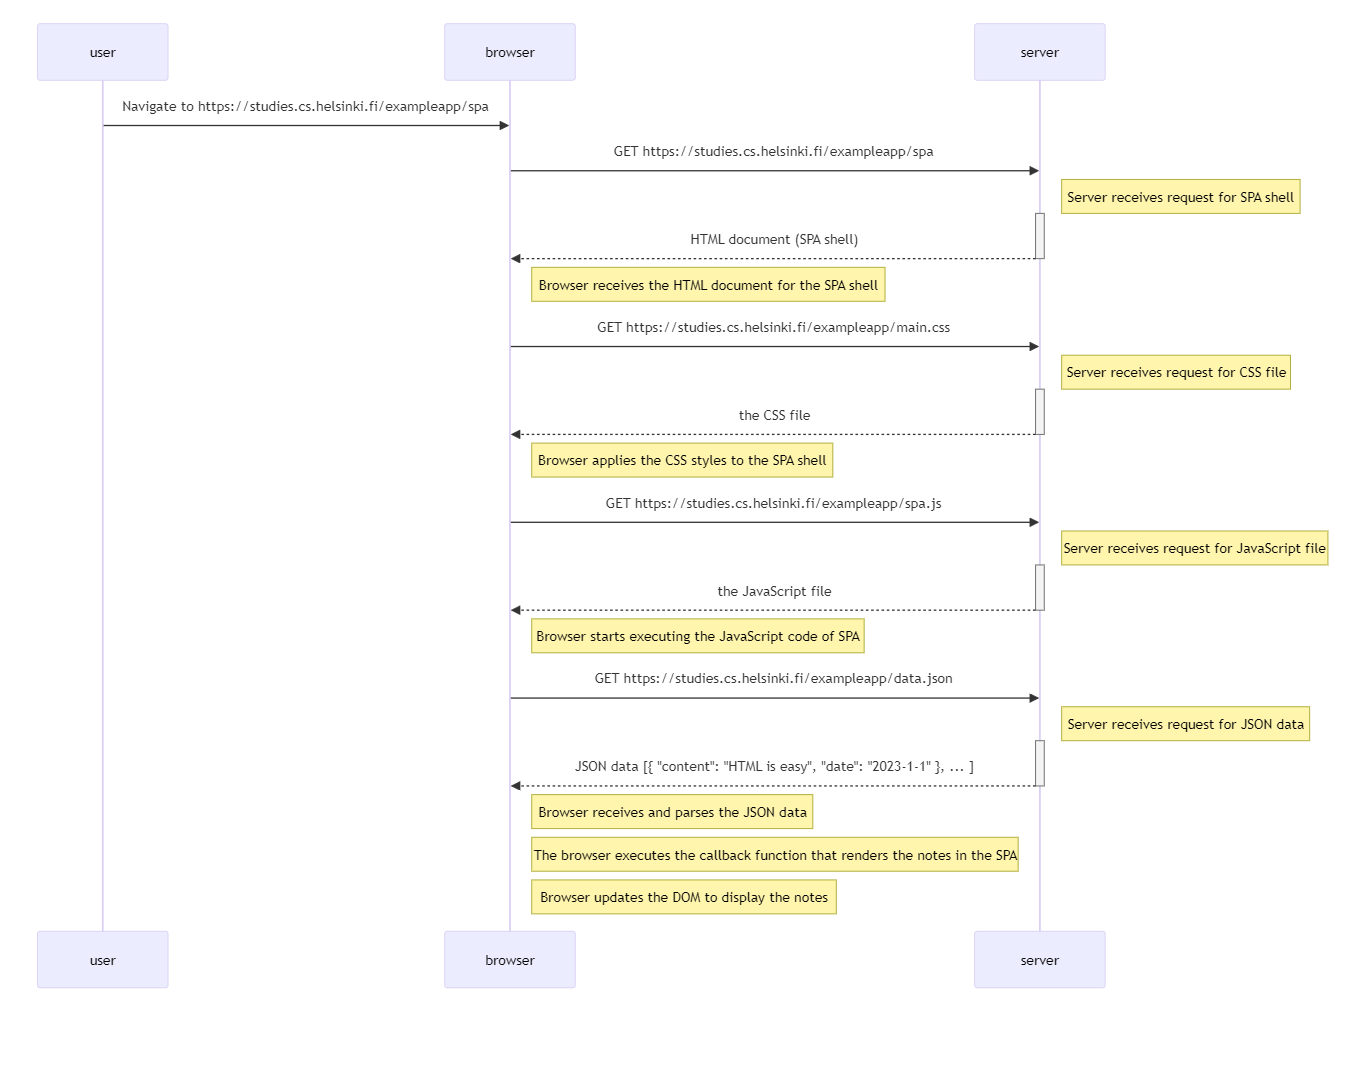 user
browser
server
Navigate to https://studies.cs.helsinki.fi/exampleapp/spa
GET https://studies.cs.helsinki.fi/exampleapp/spa
Server receives request for SPA shell
HTML document (SPA shell)
Browser receives the HTML document for the SPA shell
GET https://studies.cs.helsinki.fi/exampleapp/main.css
Server receives request for CSS file
the CSS file
Browser applies the CSS styles to the SPA shell
GET https://studies.cs.helsinki.fi/exampleapp/spa.js
Server receives request for JavaScript file
the JavaScript file
Browser starts executing the JavaScript code of SPA
GET https://studies.cs.helsinki.fi/exampleapp/data.json
Server receives request for JSON data
JSON data [{ "content": "HTML is easy", "date": "2023-1-1" }, ... ]
Browser receives and parses the JSON data
The browser executes the callback function that renders the notes in the SPA
Browser updates the DOM to display the notes
user
browser
server